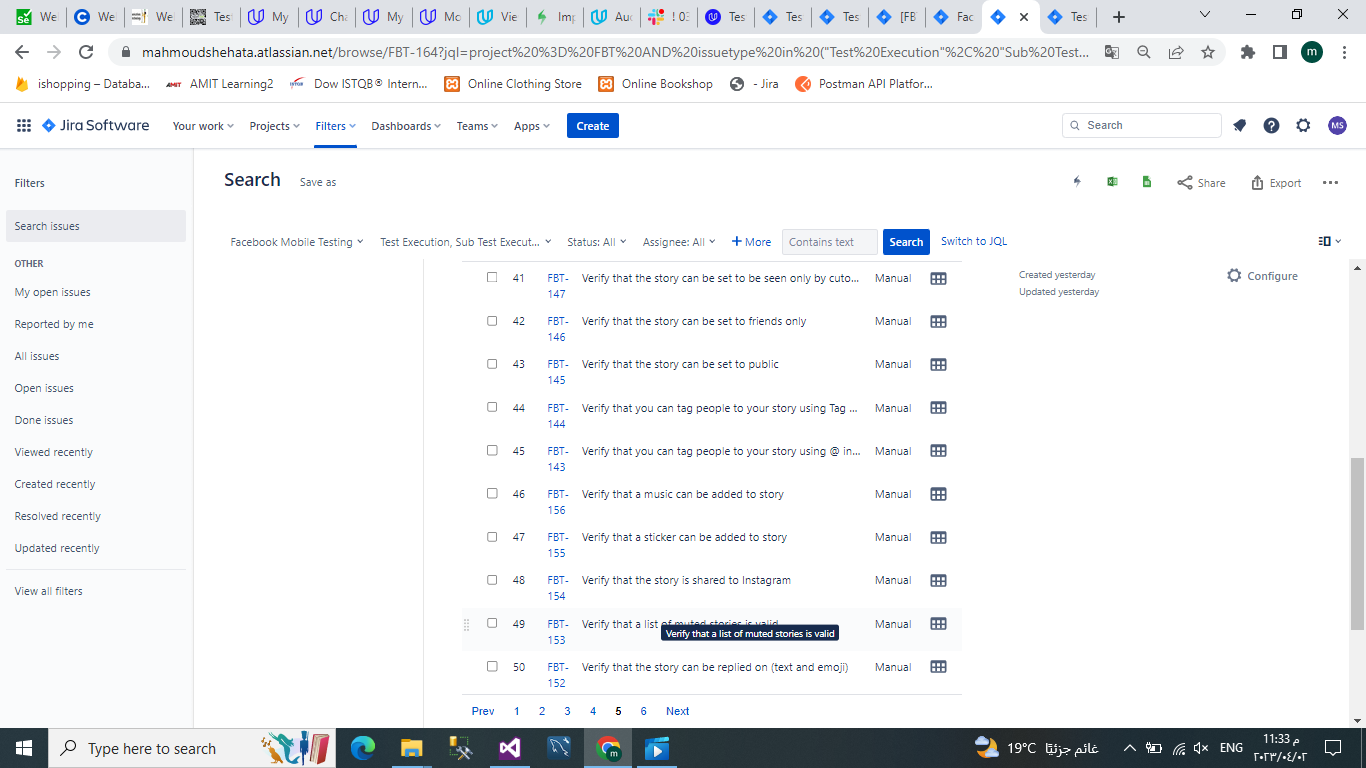 We
We
We
Test
My
Cha
My
Mo
Vie
Imp
Aud
! 03
Tes
Tes
Tes
[FB
Fac
Tes
mahmoudshehata.atlassian.net/browse/FBT-164?jql=project%20%3D%20FBT%20AND%20issuetype%20in%20("Test%20Execution"%2C%20"Sub%20Test%20E...
m
ishopping – Databa...
AMIT Learning2
Dow ISTQB® Intern...
Online Clothing Store
Online Bookshop
- Jira
Postman API Platfor...
Jira Software
Your work
Projects
Filters
Dashboards
Teams
Apps
Create
Search
MS
Filters
Search issues
OTHER
My open issues
Reported by me
All issues
Open issues
Done issues
Viewed recently
Created recently
Resolved recently
Updated recently
View all filters
Search
Save as
Share
Export
Facebook Mobile Testing
Test Execution, Sub Test Execut...
Status: All
Assignee: All
+ More
Contains text
Search
Switch to JQL
41 FBT-147 Verify that the story can be set to be seen only by cuto... Manual
42 FBT-146 Verify that the story can be set to friends only Manual
43 FBT-145 Verify that the story can be set to public Manual
44 FBT-144 Verify that you can tag people to your story using Tag ... Manual
45 FBT-143 Verify that you can tag people to your story using @ in... Manual
46 FBT-156 Verify that a music can be added to story Manual
47 FBT-155 Verify that a sticker can be added to story Manual
48 FBT-154 Verify that the story is shared to Instagram Manual
49 FBT-153 Verify that a list of muted stories is valid Manual
Verify that a list of muted stories is valid
50 FBT-152 Verify that the story can be replied on (text and emoji) Manual
Prev 1 2 3 4 5 6 Next
Created yesterday
Updated yesterday
Configure
Type here to search
19°C غائم جزئيًا
ENG
11:33 م
٢٠٢٣/٠٤/٠٢